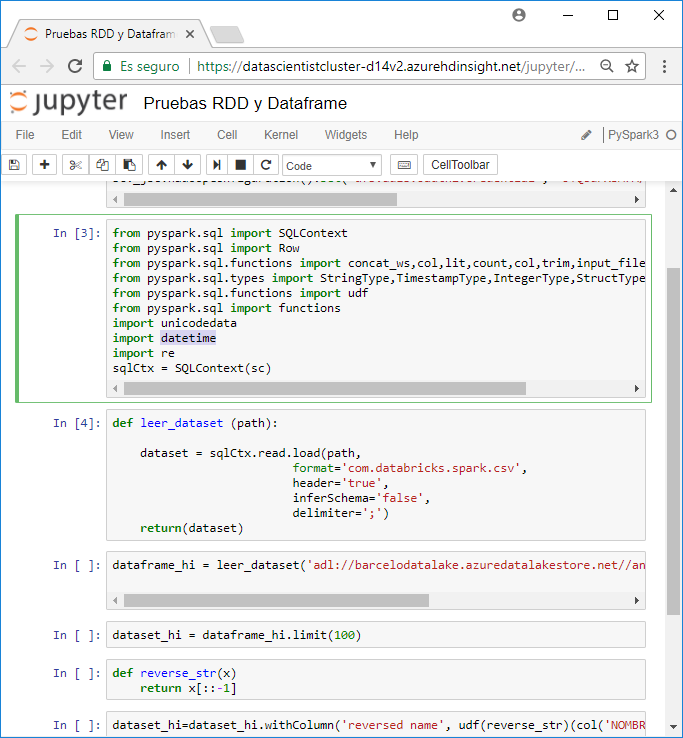 Pruebas RDD y Datafram
Es seguro https://datascientistcluster-d14v2.azurehdinsight.net/jupyter/...
jupyter Pruebas RDD y Dataframe
File Edit View Insert Cell Kernel Widgets Help PySpark3
Code CellToolbar
In [3]:
from pyspark.sql import SQLContext
from pyspark.sql import Row
from pyspark.sql.functions import concat_ws,col,lit,count,col,trim,input_file
from pyspark.sql.types import StringType,TimestampType,IntegerType,StructType
from pyspark.sql.functions import udf
from pyspark.sql import functions
import unicodedata
import datetime
import re
sqlCtx = SQLContext(sc)
In [4]:
def leer_dataset (path):
dataset = sqlCtx.read.load(path,
format='com.databricks.spark.csv',
header='true',
inferSchema='false',
delimiter=';')
return(dataset)
In [ ]:
dataframe_hi = leer_dataset('adl://barcelodatalake.azuredatalakestore.net//an
In [ ]:
dataset_hi = dataframe_hi.limit(100)
In [ ]:
def reverse_str(x)
return x[::-1]
In [ ]:
dataset_hi=dataset_hi.withColumn('reversed name', udf(reverse_str)(col('NOMBR